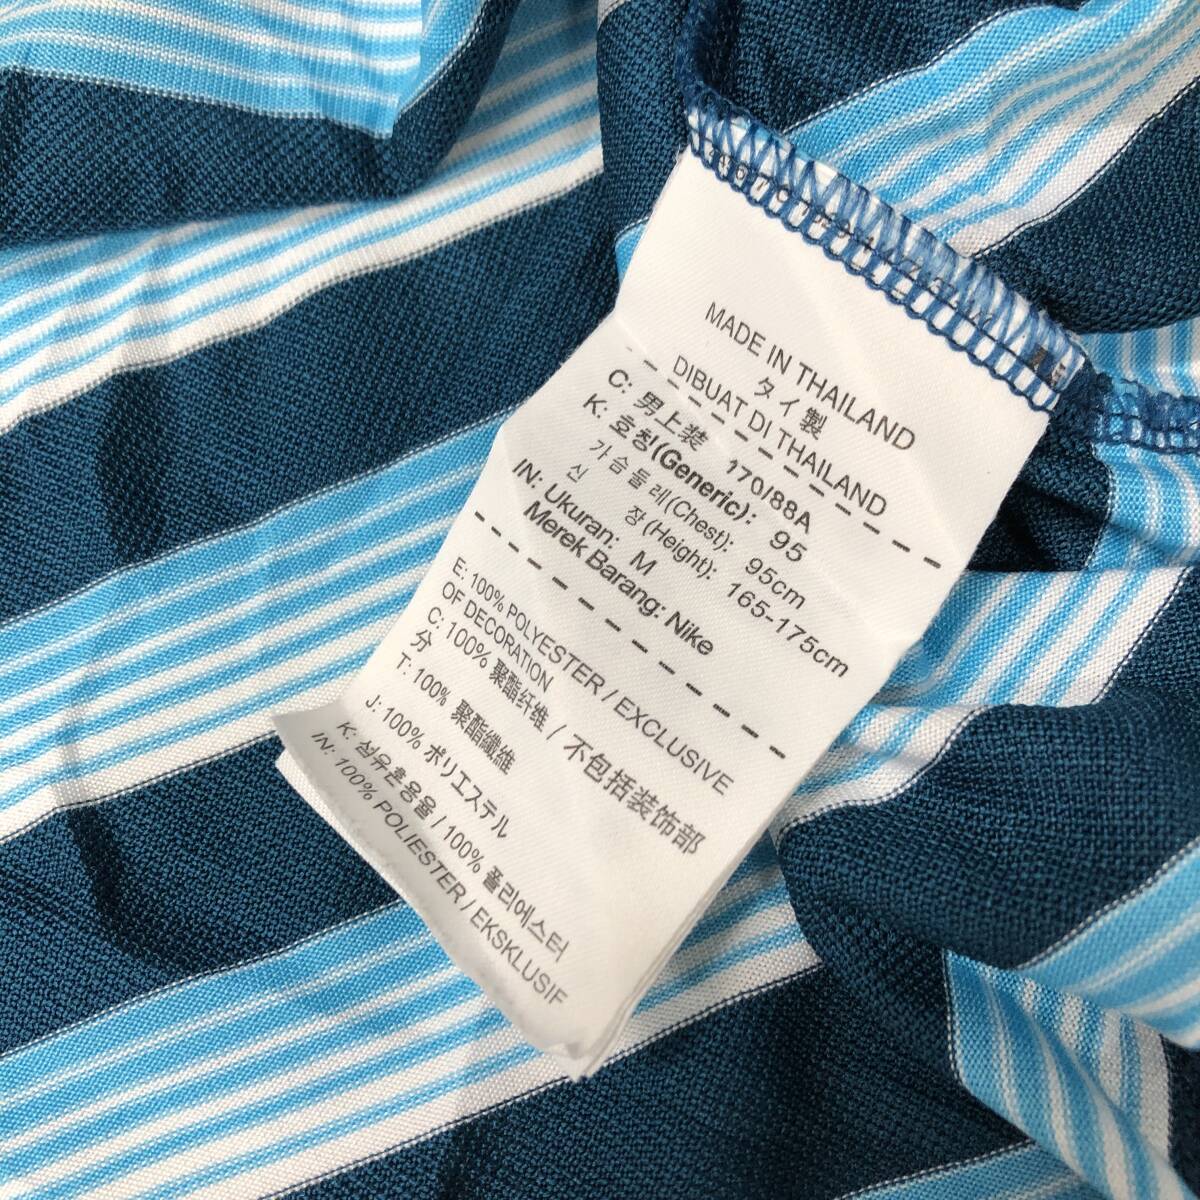 MADE IN THAILAND
タイ製
DIBUAT DI THAILAND
C: 男上装 170/88A
K: 호칭(Generic): 95
가슴둘레(Chest): 95cm
신 장(Height): 165-175cm
IN: Ukuran: M
Merek Barang: Nike
E: 100% POLYESTER / EXCLUSIVE
OF DECORATION
C: 100% 聚酯纤维 / 不包括装饰部
分
T: 100% 聚酯纖維
J: 100% ポリエステル
K: 섬유혼용율 / 100% 폴리에스터
IN: 100% POLIESTER / EKSKLUSIF